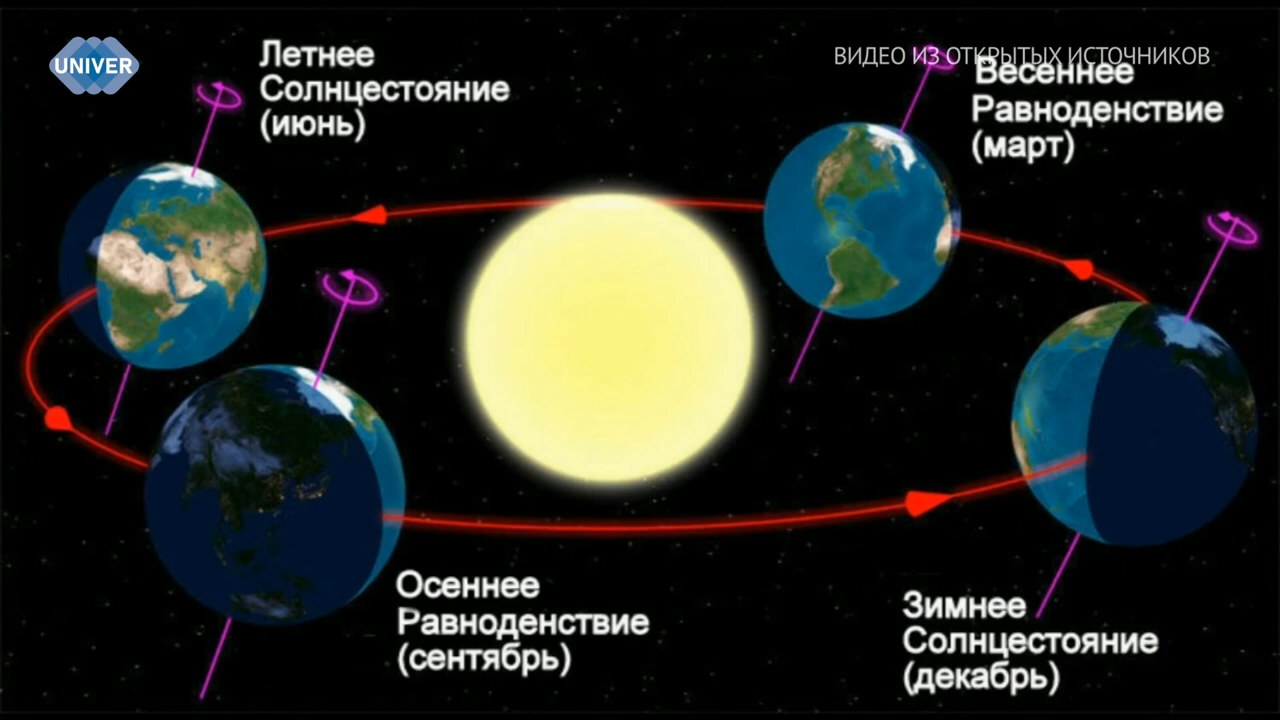 UNIVER
ВИДЕО ИЗ ОТКРЫТЫХ ИСТОЧНИКОВ
Летнее
Солнцестояние
(июнь)
Весеннее
Равноденствие
(март)
Осеннее
Равноденствие
(сентябрь)
Зимнее
Солнцестояние
(декабрь)